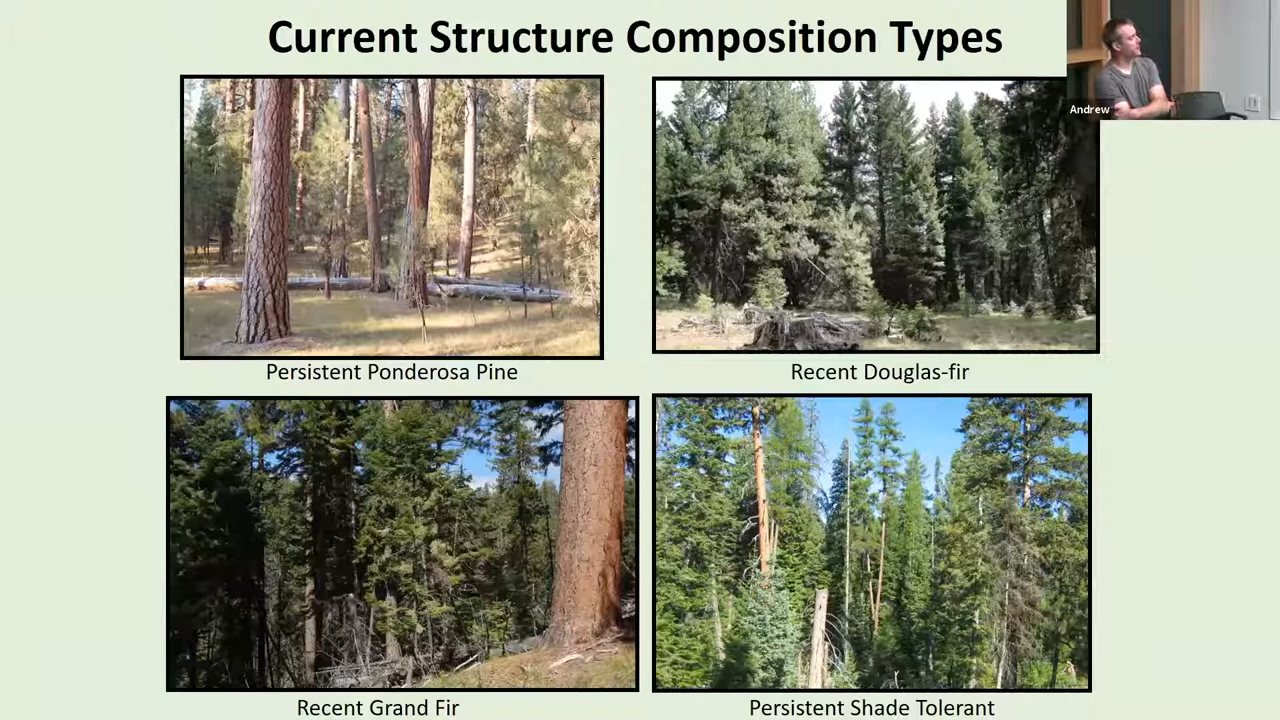 Current Structure Composition Types
Andrew
Persistent Ponderosa Pine
Recent Douglas-fir
Recent Grand Fir
Persistent Shade Tolerant